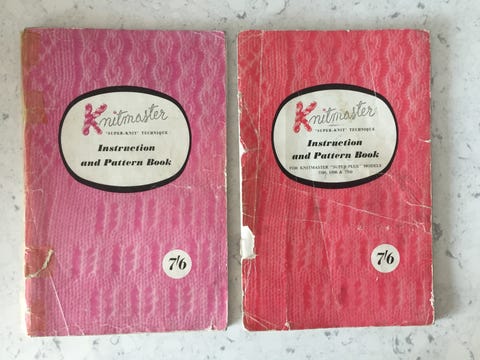 Knitmaster
"SUPER-KNIT" TECHNIQUE
Instruction
and Pattern Book
7/6
Knitmaster
"SUPER-KNIT" TECHNIQUE
Instruction
and Pattern Book
FOR KNITMASTER "SUPER-PLUS" MODELS
& 7500
7/6